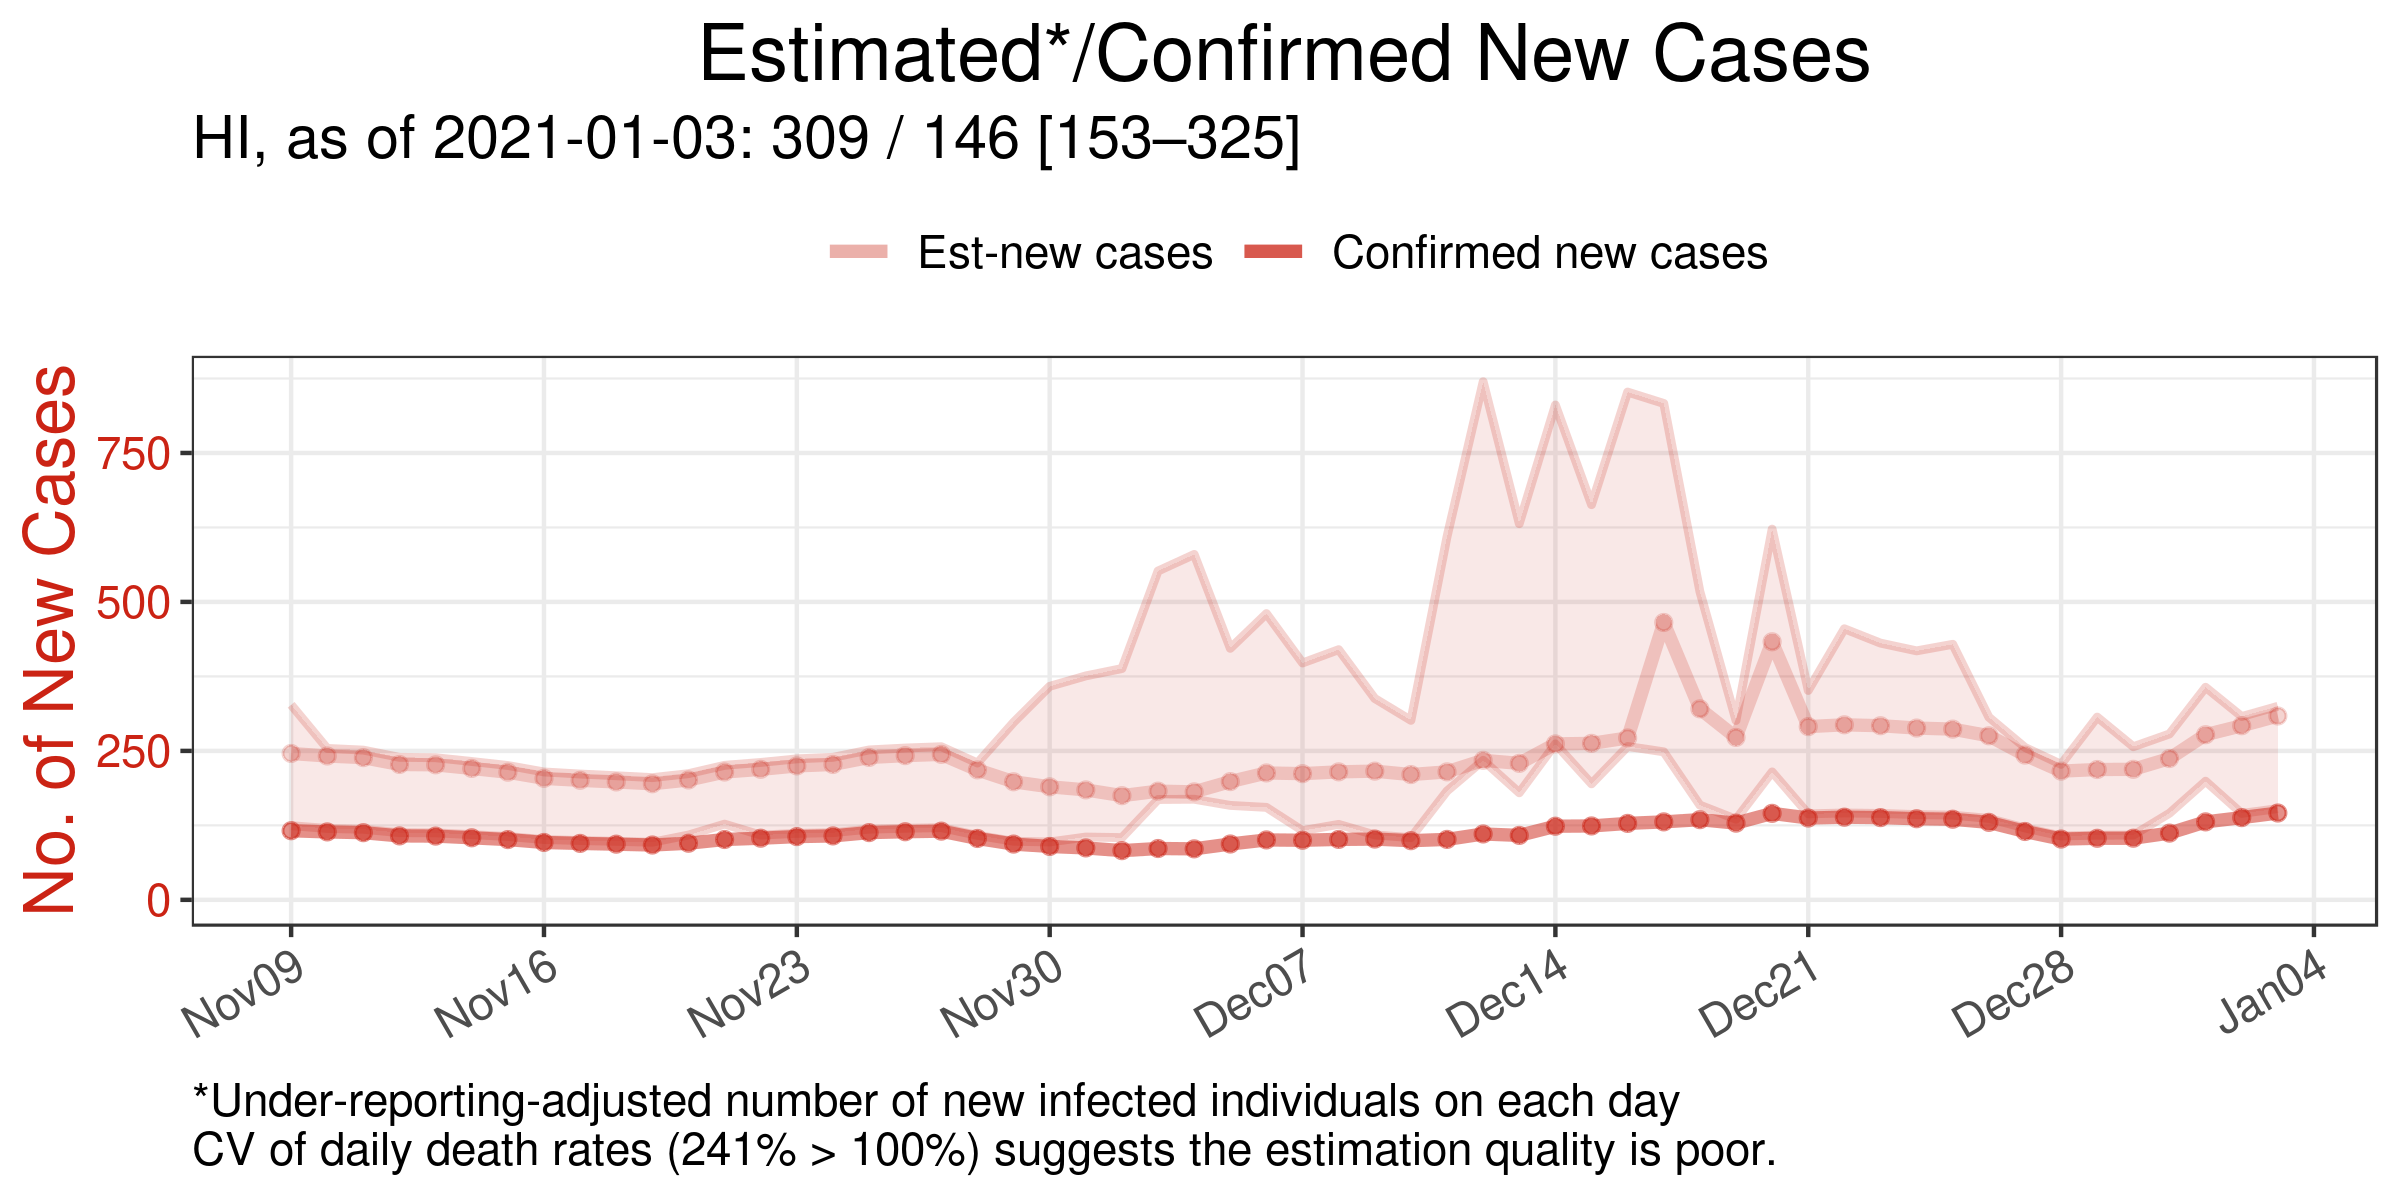 Estimated*/Confirmed New Cases
HI, as of 2021-01-03: 309 / 146 [153–325]
Est-new cases
Confirmed new cases
No. of New Cases
750
500
250
0
Nov09
Nov16
Nov23
Nov30
Dec07
Dec14
Dec21
Dec28
Jan04
*Under-reporting-adjusted number of new infected individuals on each day
CV of daily death rates (241% > 100%) suggests the estimation quality is poor.